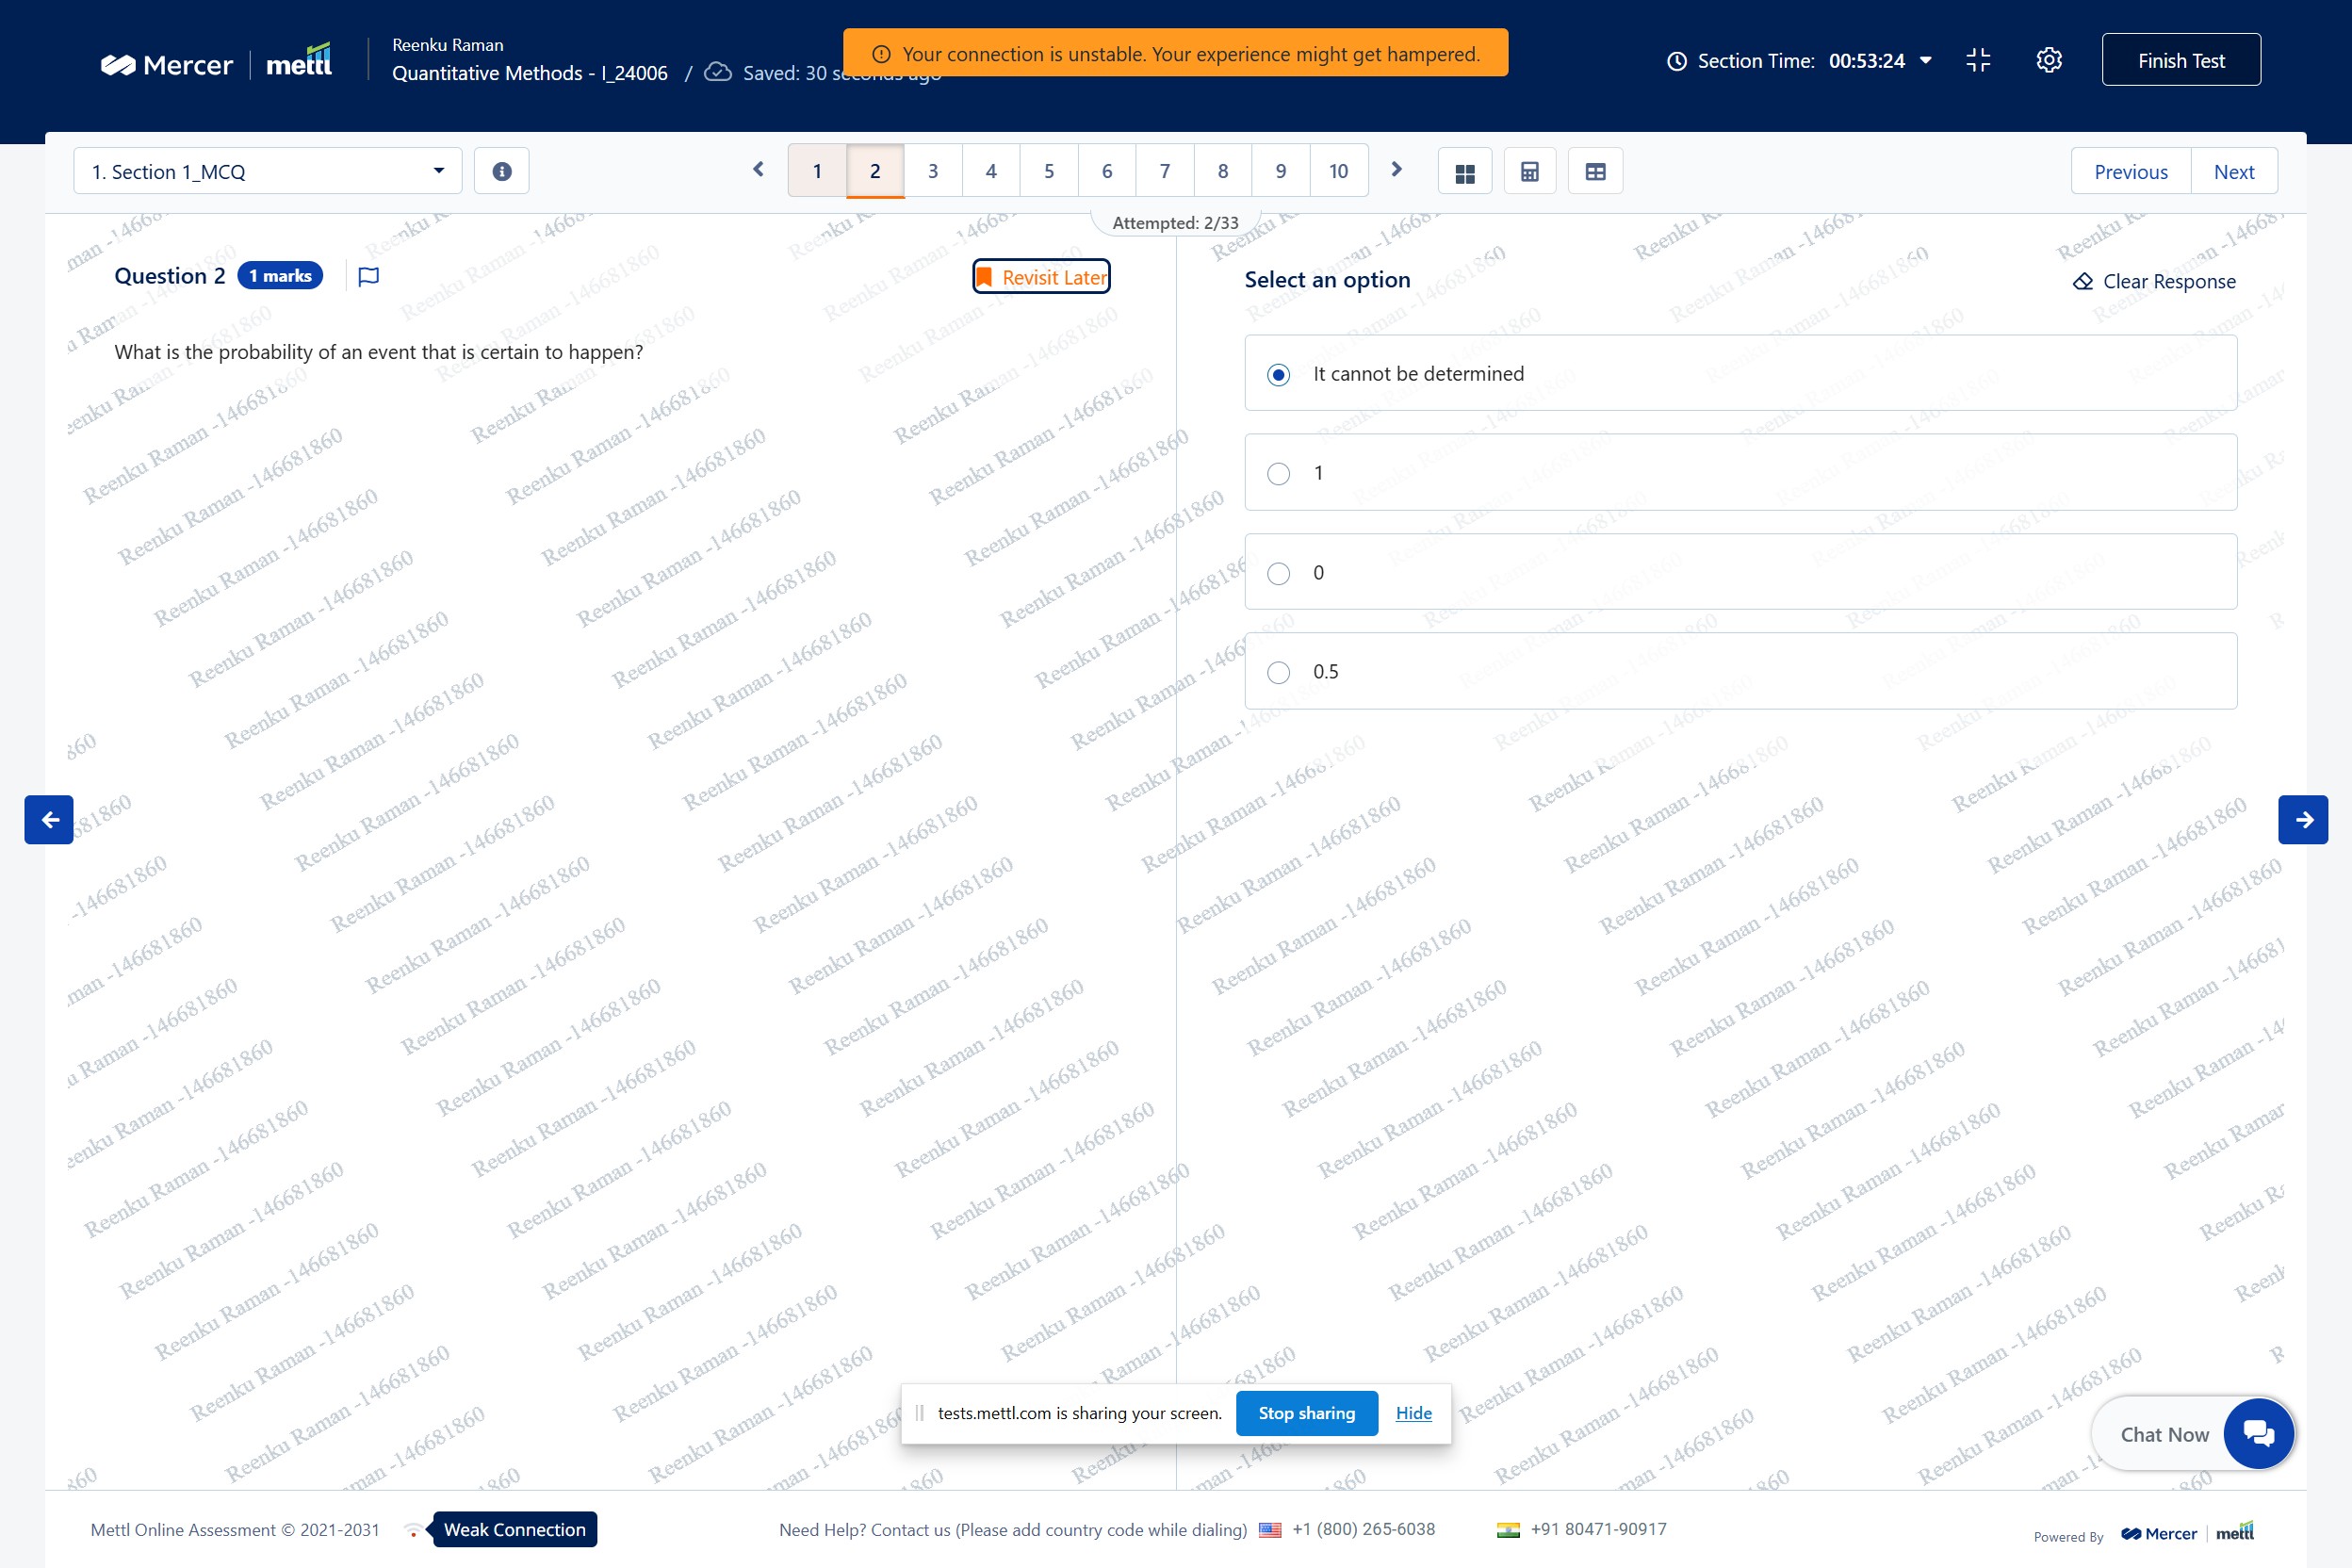 Mercer mettl
Reenku Raman
Quantitative Methods - I_24006 / Saved: 30 seconds ago
Your connection is unstable. Your experience might get hampered.
Section Time: 00:53:24
Finish Test
1. Section 1_MCQ
1 2 3 4 5 6 7 8 9 10
Previous Next
Attempted: 2/33
Question 2 1 marks
Revisit Later
What is the probability of an event that is certain to happen?
Select an option
Clear Response
It cannot be determined
1
0
0.5
Reenku Raman -146681860
tests.mettl.com is sharing your screen. Stop sharing Hide
Chat Now
Mettl Online Assessment © 2021-2031
Weak Connection
Need Help? Contact us (Please add country code while dialing) +1 (800) 265-6038 +91 80471-90917
Powered By Mercer mettl